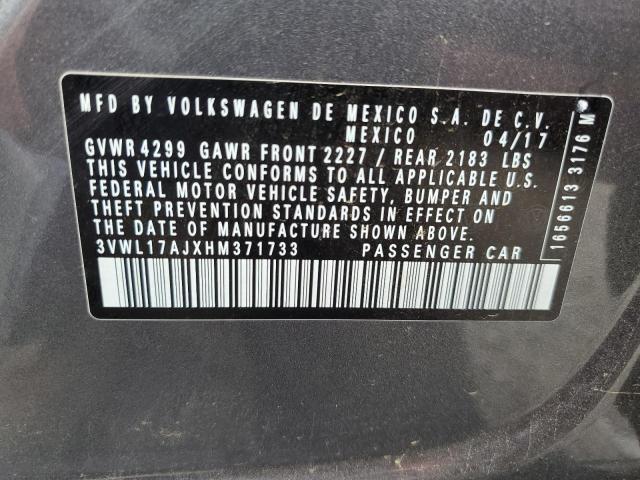 MFD BY VOLKSWAGEN DE MEXICO S.A. DE C.V.
MEXICO 04/17
GVWR 4299 GAWR FRONT 2227 / REAR 2183 LBS
THIS VEHICLE CONFORMS TO ALL APPLICABLE U.S.
FEDERAL MOTOR VEHICLE SAFETY, BUMPER AND
THEFT PREVENTION STANDARDS IN EFFECT ON
THE DATE OF MANUFACTURE SHOWN ABOVE.
3VWL17AJXHM371733 PASSENGER CAR
1656613 3176 M